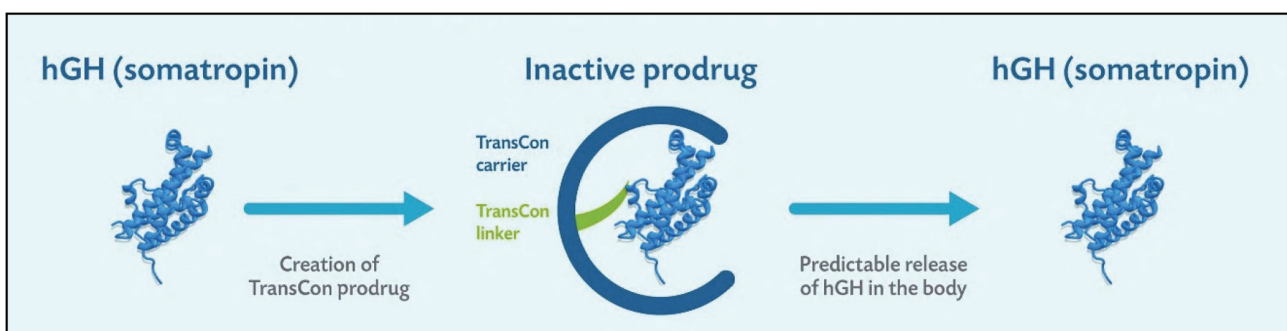 hGH (somatropin)
Inactive prodrug
hGH (somatropin)
TransCon
carrier
TransCon
linker
Creation of
TransCon prodrug
Predictable release
of hGH in the body